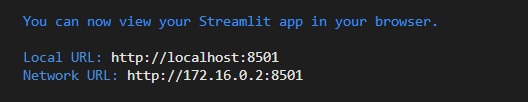 You can now view your Streamlit app in your browser.
Local URL: http://localhost:8501
Network URL: http://172.16.0.2:8501